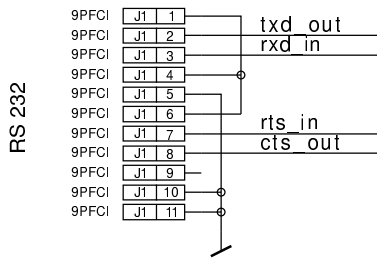 9PFCI J1 1
9PFCI J1 2 txd_out
9PFCI J1 3 rxd_in
9PFCI J1 4
9PFCI J1 5
9PFCI J1 6
9PFCI J1 7 rts_in
9PFCI J1 8 cts_out
9PFCI J1 9
9PFCI J1 10
9PFCI J1 11
RS 232